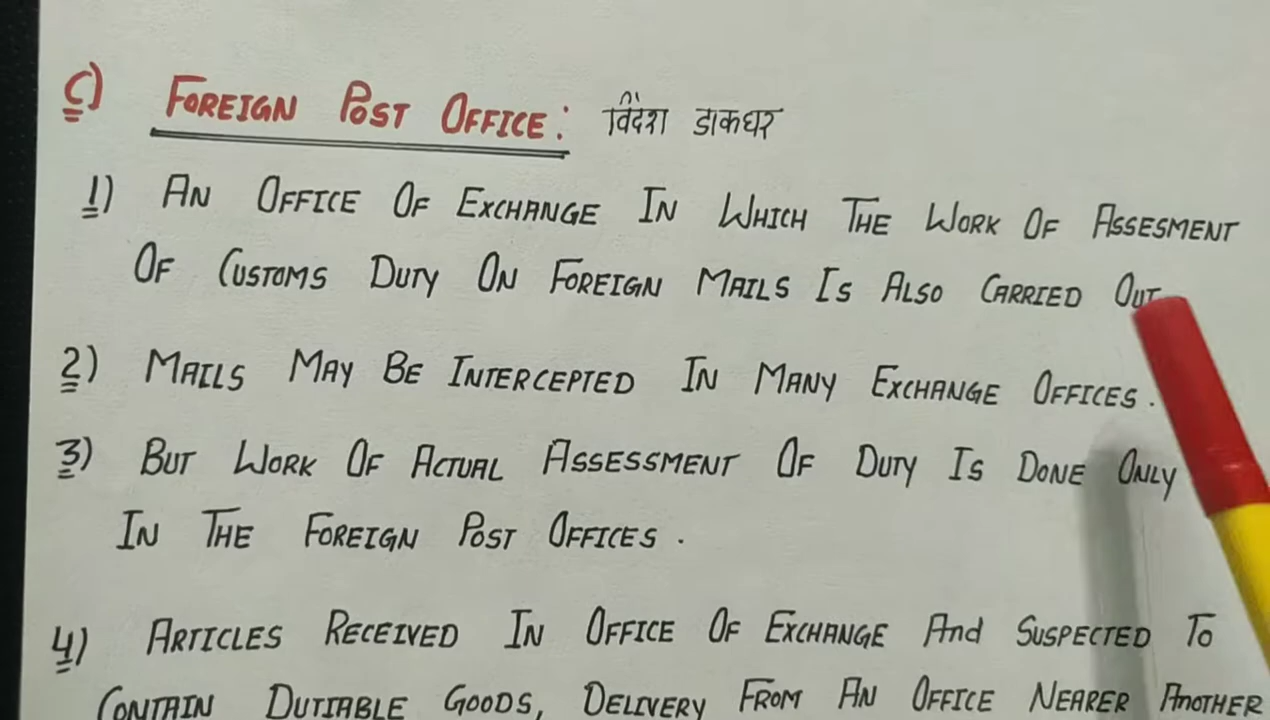 C) FOREIGN POST OFFICE: विदेश डाकघर
1) AN OFFICE OF EXCHANGE IN WHICH THE WORK OF ASSESMENT
OF CUSTOMS DUTY ON FOREIGN MAILS IS ALSO CARRIED OUT
2) MAILS MAY BE INTERCEPTED IN MANY EXCHANGE OFFICES.
3) BUT WORK OF ACTUAL ASSESSMENT OF DUTY IS DONE ONLY
IN THE FOREIGN POST OFFICES.
4) ARTICLES RECEIVED IN OFFICE OF EXCHANGE And SUSPECTED TO
CONTAIN DUTIABLE GOODS, DELIVERY FROM AN OFFICE NEARER ANOTHER